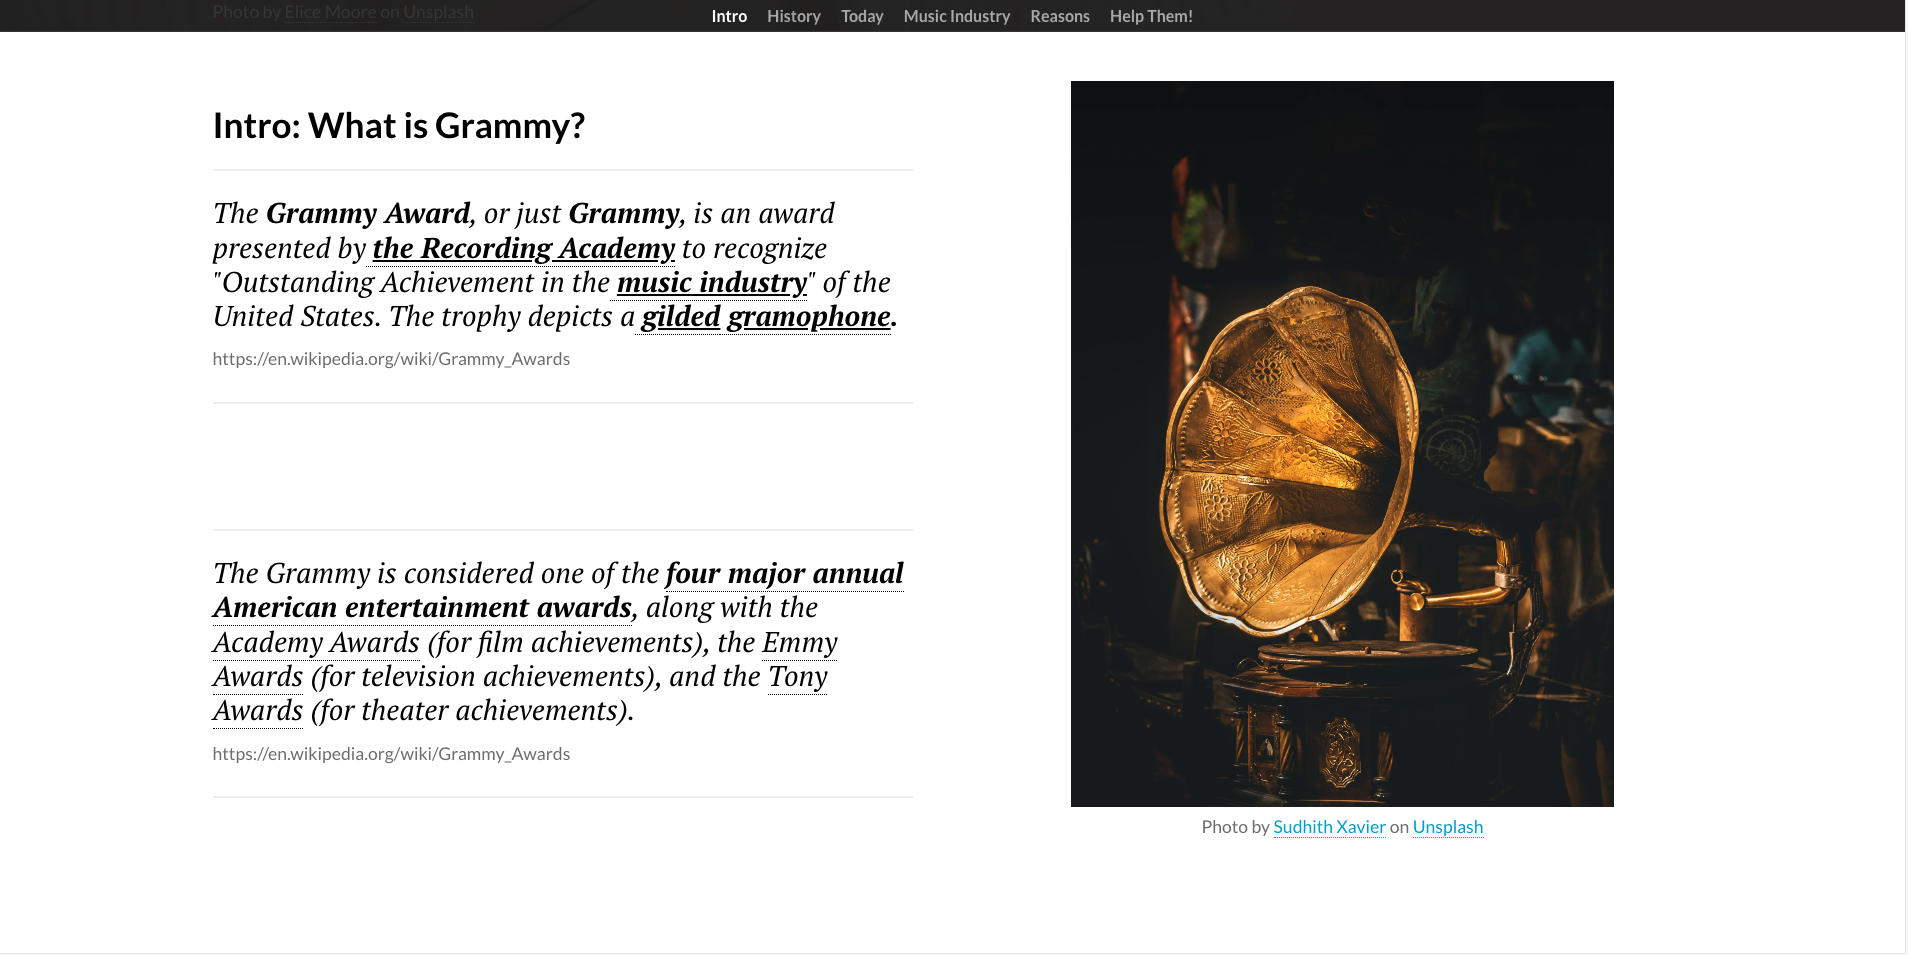 Photo by Elice Moore on Unsplash
Intro History Today Music Industry Reasons Help Them!
Intro: What is Grammy?
The Grammy Award, or just Grammy, is an award
presented by the Recording Academy to recognize
"Outstanding Achievement in the music industry" of the
United States. The trophy depicts a gilded gramophone.
https://en.wikipedia.org/wiki/Grammy_Awards
The Grammy is considered one of the four major annual
American entertainment awards, along with the
Academy Awards (for film achievements), the Emmy
Awards (for television achievements), and the Tony
Awards (for theater achievements).
https://en.wikipedia.org/wiki/Grammy_Awards
Photo by Sudhith Xavier on Unsplash